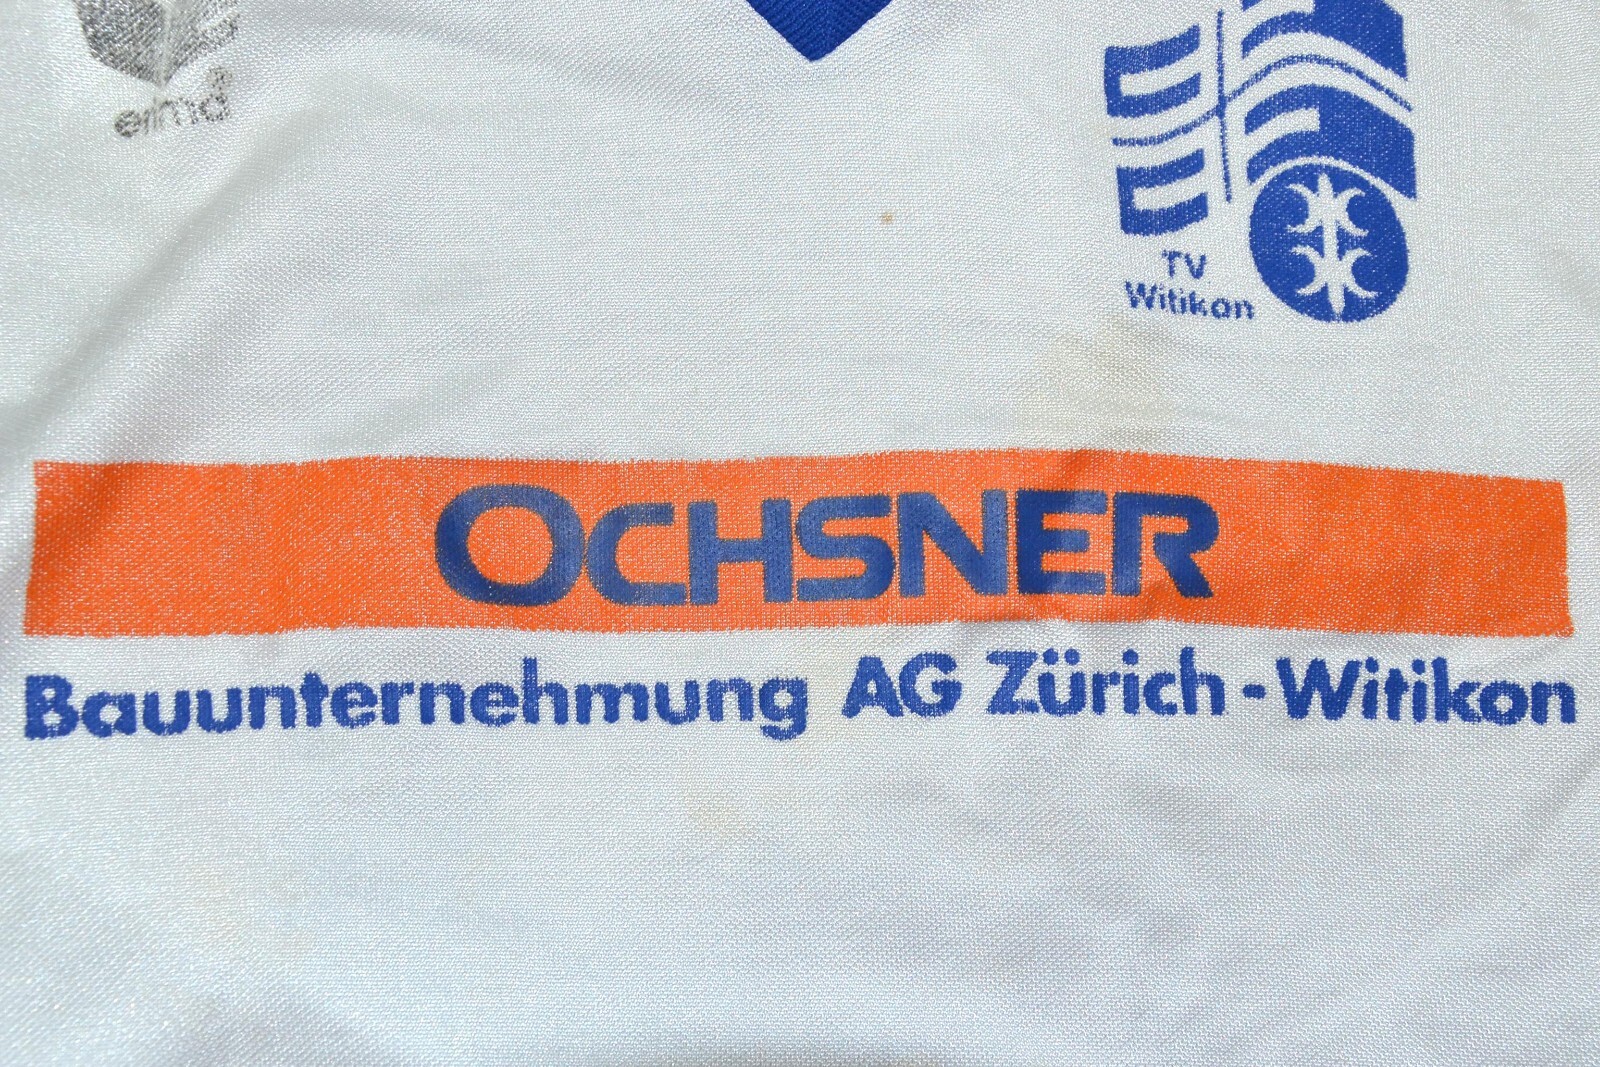 erima®
TV
Witikon
OCHSNER
Bauunternehmung AG Zürich - Witikon